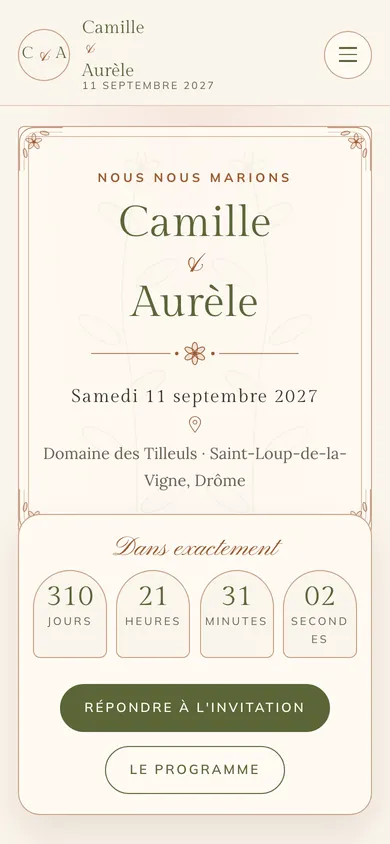 C & A
Camille
&
Aurèle
11 SEPTEMBRE 2027
NOUS NOUS MARIONS
Camille
&
Aurèle
Samedi 11 septembre 2027
Domaine des Tilleuls · Saint-Loup-de-la-
Vigne, Drôme
Dans exactement
310 21 31 02
JOURS HEURES MINUTES SECOND
ES
RÉPONDRE À L'INVITATION
LE PROGRAMME